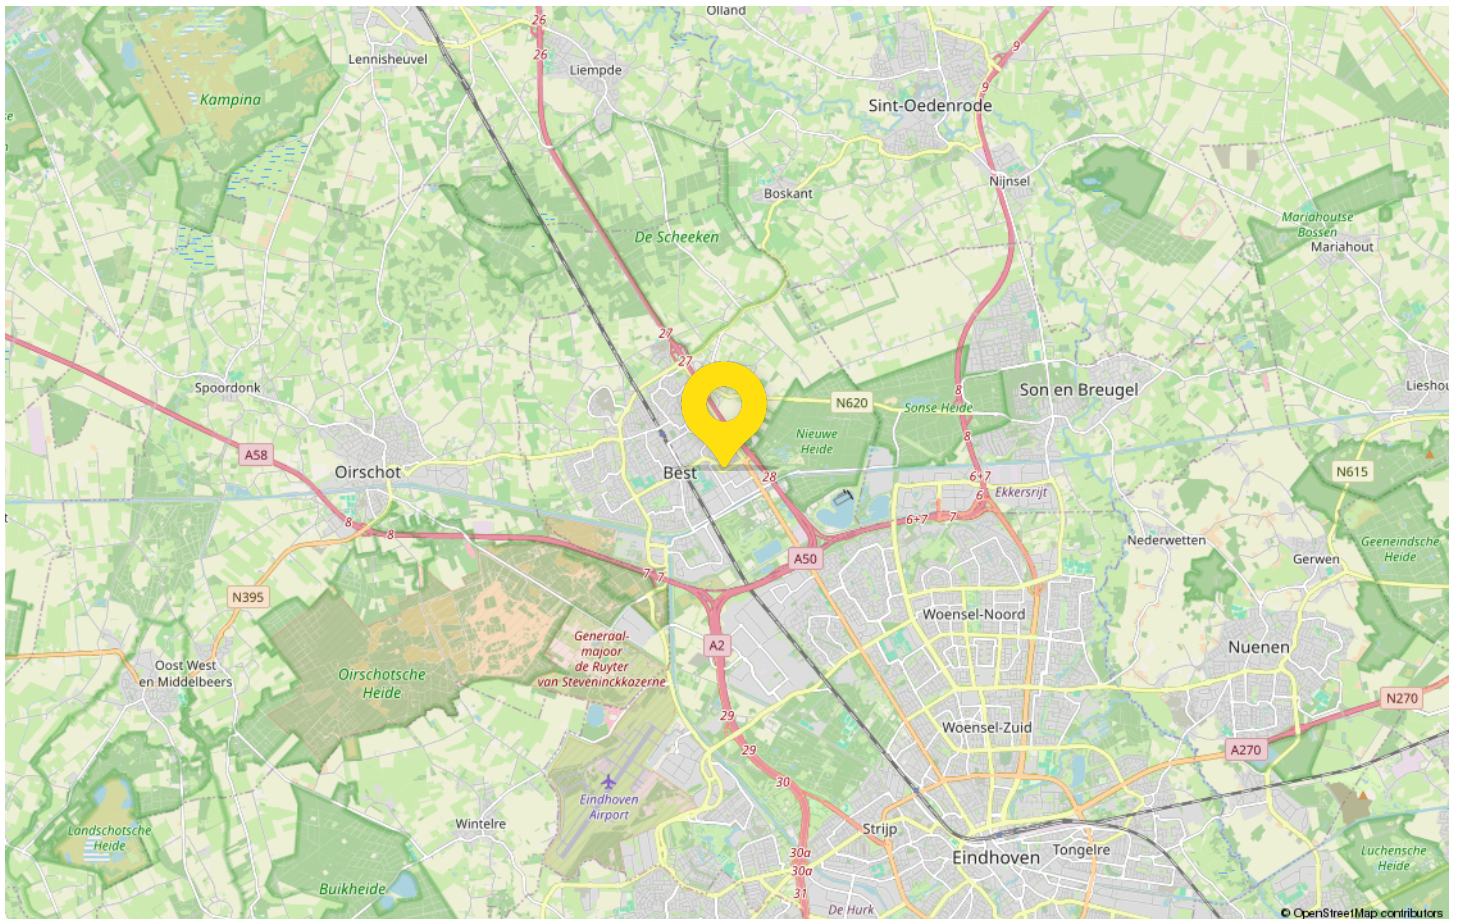 Olland
26
26
Lennisheuvel
Liempde
9
9
Kampina
Sint-Oedenrode
Nijnsel
Boskant
De Scheeken
Mariahoutse
Bossen
Mariahout
27
27
Spoordonk
8
Son en Breugel
Lieshou
N620
Sonse Heide
Nieuwe
Heide
8
A58
Oirschot
Best
28
6+7
6
Ekkersrijt
N615
8
8
6+7
7
Nederwetten
Geeneindsche
Heide
Gerwen
A50
7
7
N395
Woensel-Noord
A2
Generaal-
majoor
de Ruyter
van Steveninckkazerne
Nuenen
Oost West
en Middelbeers
Oirschotsche
Heide
N270
29
29
Woensel-Zuid
A270
30
Eindhoven
Airport
Landschotsche
Heide
Wintelre
Strijp
Eindhoven
Tongelre
30a
30a
31
Luchensche
Heide
Buikheide
De Hurk
© OpenStreetMap contributors